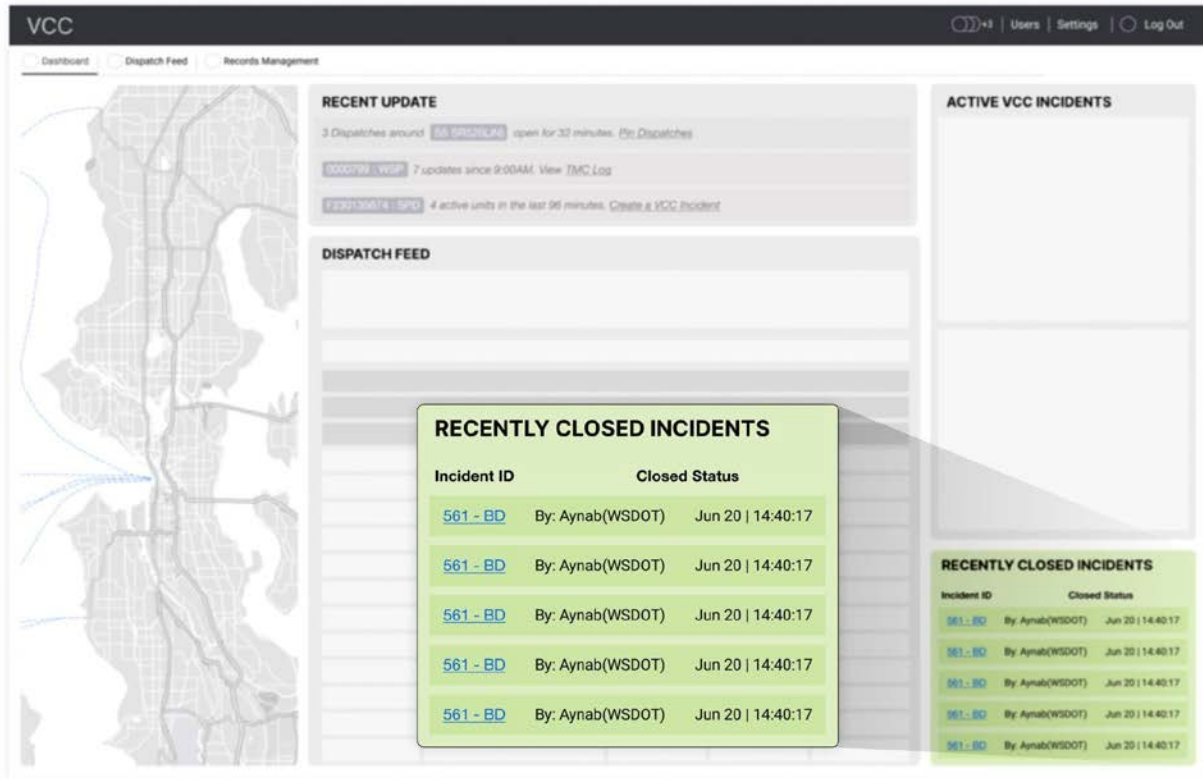 VCC
+3 | Users | Settings | Log Out
Dashboard Dispatch Feed Records Management
RECENT UPDATE
3 Dispatches around open for 32 minutes. Pin Dispatches
7 updates since 9:00AM. View TMC Log
4 active units in the last 96 minutes. Create a VCC Incident
DISPATCH FEED
ACTIVE VCC INCIDENTS
RECENTLY CLOSED INCIDENTS
Incident ID Closed Status
561 - BD By: Aynab(WSDOT) Jun 20 | 14:40:17
561 - BD By: Aynab(WSDOT) Jun 20 | 14:40:17
561 - BD By: Aynab(WSDOT) Jun 20 | 14:40:17
561 - BD By: Aynab(WSDOT) Jun 20 | 14:40:17
561 - BD By: Aynab(WSDOT) Jun 20 | 14:40:17
RECENTLY CLOSED INCIDENTS
Incident ID Closed Status
561 - BD By: Aynab(WSDOT) Jun 20 | 14:40:17
561 - BD By: Aynab(WSDOT) Jun 20 | 14:40:17
561 - BD By: Aynab(WSDOT) Jun 20 | 14:40:17
561 - BD By: Aynab(WSDOT) Jun 20 | 14:40:17
561 - BD By: Aynab(WSDOT) Jun 20 | 14:40:17